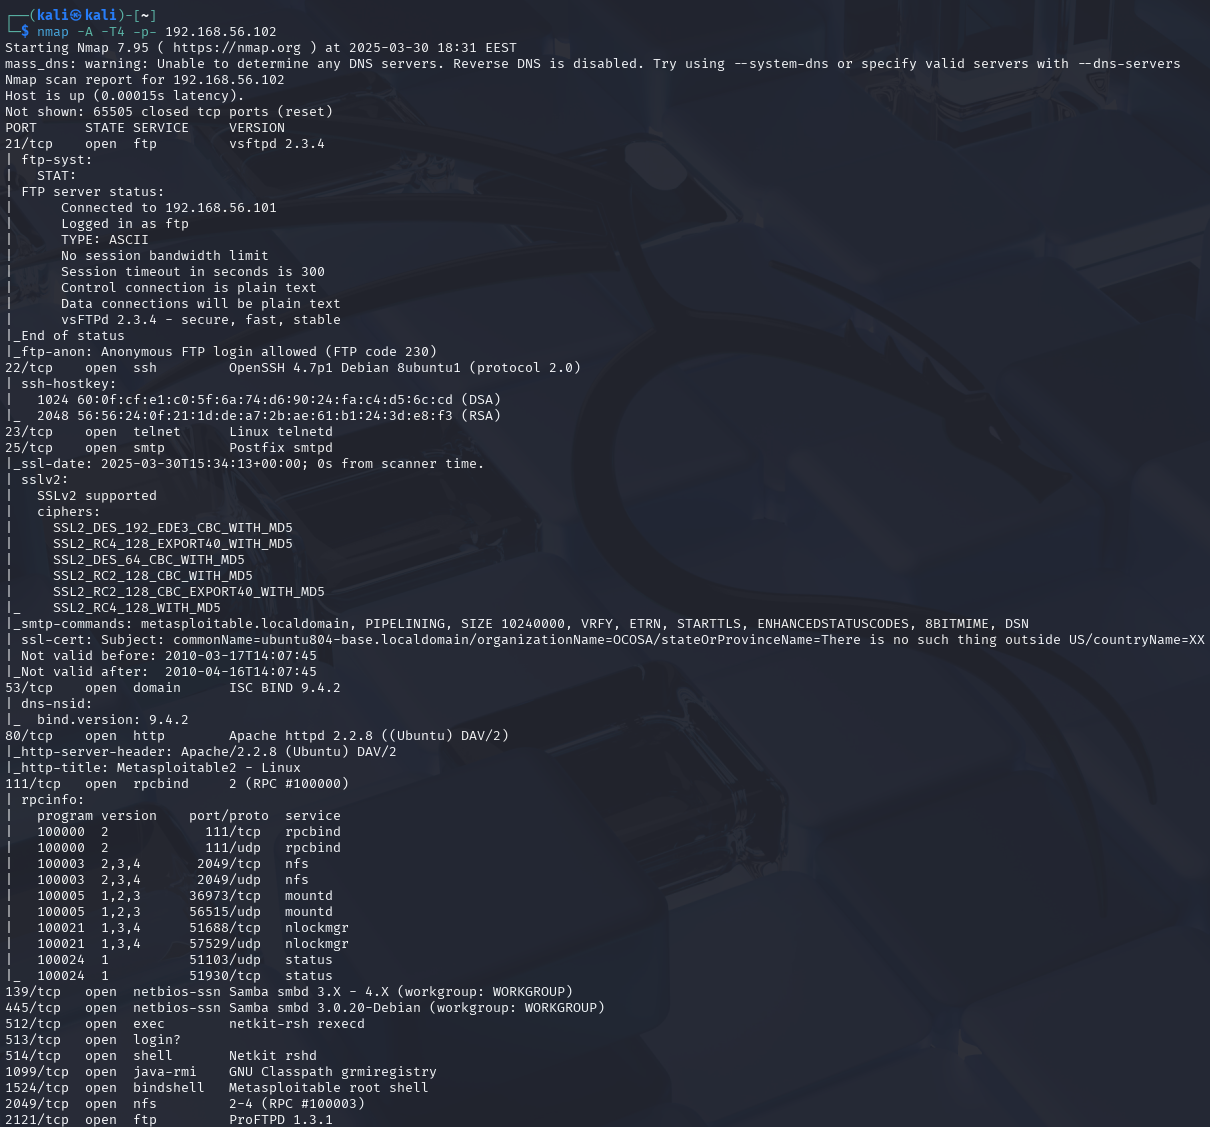 ┌──(kali㉿kali)-[~]
└─$ nmap -A -T4 -p- 192.168.56.102
Starting Nmap 7.95 ( https://nmap.org ) at 2025-03-30 18:31 EEST
mass_dns: warning: Unable to determine any DNS servers. Reverse DNS is disabled. Try using --system-dns or specify valid servers with --dns-servers
Nmap scan report for 192.168.56.102
Host is up (0.00015s latency).
Not shown: 65505 closed tcp ports (reset)
PORT      STATE SERVICE     VERSION
21/tcp    open  ftp         vsftpd 2.3.4
| ftp-syst:
|   STAT:
| FTP server status:
|      Connected to 192.168.56.101
|      Logged in as ftp
|      TYPE: ASCII
|      No session bandwidth limit
|      Session timeout in seconds is 300
|      Control connection is plain text
|      Data connections will be plain text
|      vsFTPd 2.3.4 - secure, fast, stable
|_End of status
|_ftp-anon: Anonymous FTP login allowed (FTP code 230)
22/tcp    open  ssh         OpenSSH 4.7p1 Debian 8ubuntu1 (protocol 2.0)
| ssh-hostkey:
|   1024 60:0f:cf:e1:c0:5f:6a:74:d6:90:24:fa:c4:d5:6c:cd (DSA)
|_  2048 56:56:24:0f:21:1d:de:a7:2b:ae:61:b1:24:3d:e8:f3 (RSA)
23/tcp    open  telnet      Linux telnetd
25/tcp    open  smtp        Postfix smtpd
|_ssl-date: 2025-03-30T15:34:13+00:00; 0s from scanner time.
| sslv2:
|   SSLv2 supported
|   ciphers:
|     SSL2_DES_192_EDE3_CBC_WITH_MD5
|     SSL2_RC4_128_EXPORT40_WITH_MD5
|     SSL2_DES_64_CBC_WITH_MD5
|     SSL2_RC2_128_CBC_WITH_MD5
|     SSL2_RC2_128_CBC_EXPORT40_WITH_MD5
|_    SSL2_RC4_128_WITH_MD5
|_smtp-commands: metasploitable.localdomain, PIPELINING, SIZE 10240000, VRFY, ETRN, STARTTLS, ENHANCEDSTATUSCODES, 8BITMIME, DSN
| ssl-cert: Subject: commonName=ubuntu804-base.localdomain/organizationName=OCOSA/stateOrProvinceName=There is no such thing outside US/countryName=XX
| Not valid before: 2010-03-17T14:07:45
|_Not valid after:  2010-04-16T14:07:45
53/tcp    open  domain      ISC BIND 9.4.2
| dns-nsid:
|_  bind.version: 9.4.2
80/tcp    open  http        Apache httpd 2.2.8 ((Ubuntu) DAV/2)
|_http-server-header: Apache/2.2.8 (Ubuntu) DAV/2
|_http-title: Metasploitable2 - Linux
111/tcp   open  rpcbind     2 (RPC #100000)
| rpcinfo:
|   program version    port/proto  service
|   100000  2            111/tcp   rpcbind
|   100000  2            111/udp   rpcbind
|   100003  2,3,4       2049/tcp   nfs
|   100003  2,3,4       2049/udp   nfs
|   100005  1,2,3      36973/tcp   mountd
|   100005  1,2,3      56515/udp   mountd
|   100021  1,3,4      51688/tcp   nlockmgr
|   100021  1,3,4      57529/udp   nlockmgr
|   100024  1          51103/udp   status
|_  100024  1          51930/tcp   status
139/tcp   open  netbios-ssn Samba smbd 3.X - 4.X (workgroup: WORKGROUP)
445/tcp   open  netbios-ssn Samba smbd 3.0.20-Debian (workgroup: WORKGROUP)
512/tcp   open  exec        netkit-rsh rexecd
513/tcp   open  login?
514/tcp   open  shell       Netkit rshd
1099/tcp  open  java-rmi    GNU Classpath grmiregistry
1524/tcp  open  bindshell   Metasploitable root shell
2049/tcp  open  nfs         2-4 (RPC #100003)
2121/tcp  open  ftp         ProFTPD 1.3.1